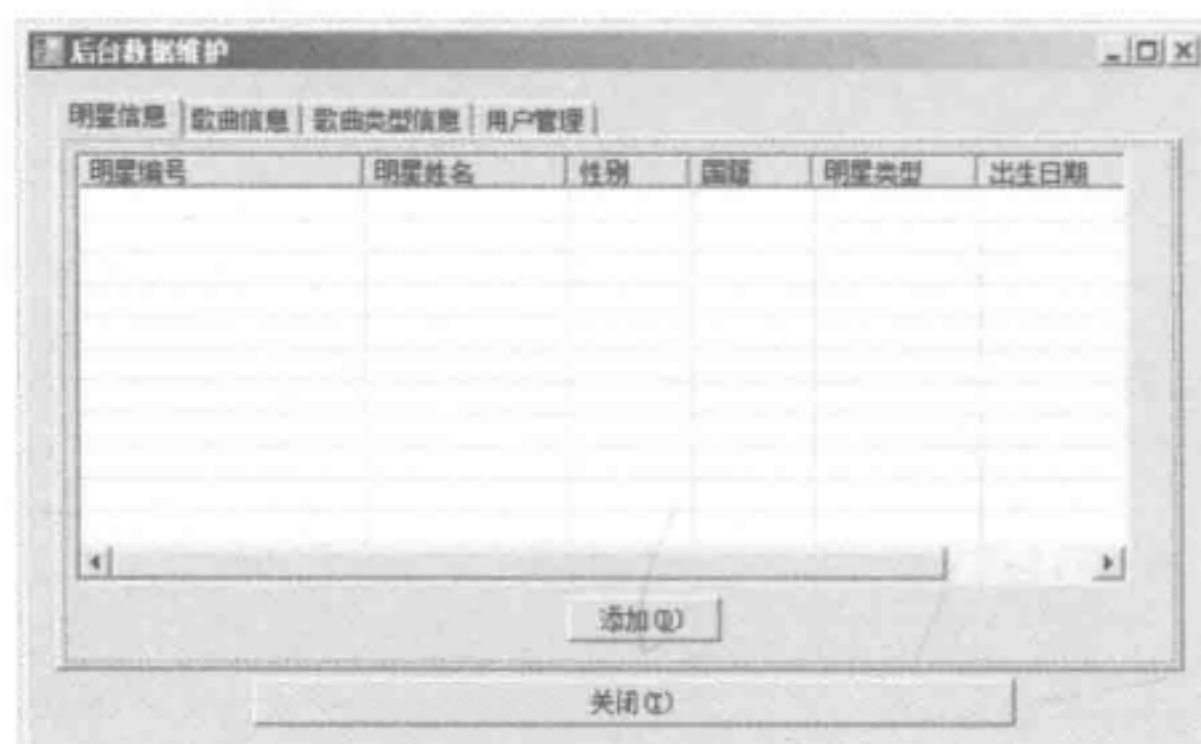 后台数据维护
明星信息 歌曲信息 歌曲类型信息 用户管理
明星编号 明星姓名 性别 国籍 明星类型 出生日期
添加
关闭